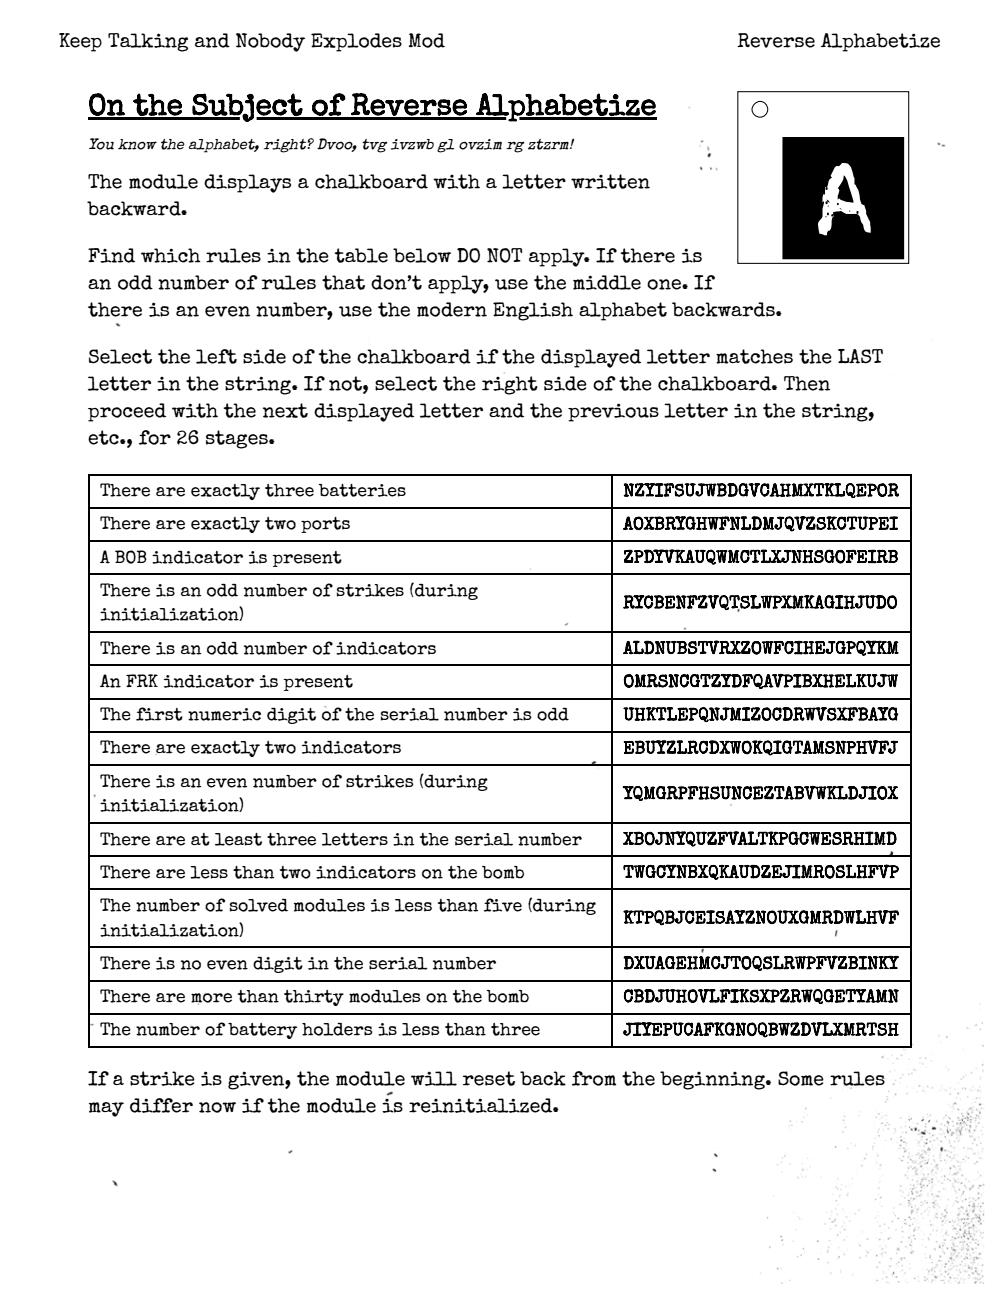 Keep Talking and Nobody Explodes Mod
Reverse Alphabetize
On the Subject of Reverse Alphabetize
You know the alphabet, right? Dvoo, tvg ivzwb gl ovzim rg ztzrm!
A
The module displays a chalkboard with a letter written
backward.
Find which rules in the table below DO NOT apply. If there is
an odd number of rules that don’t apply, use the middle one. If
there is an even number, use the modern English alphabet backwards.
Select the left side of the chalkboard if the displayed letter matches the LAST
letter in the string. If not, select the right side of the chalkboard. Then
proceed with the next displayed letter and the previous letter in the string,
etc., for 26 stages.
There are exactly three batteries NZYIFSUJWBDGVCAHMXTKLQEPOR
There are exactly two ports AOXBRYGHWFNLDMJQVZSKCTUPEI
A BOB indicator is present ZPDYVKAUQWMCTLXJNHSGOFEIRB
There is an odd number of strikes (during
initialization) RYCBENFZVQTSLWPXMKAGIHJUDO
There is an odd number of indicators ALDNUBSTVRXZOWFCIHEJGPQYKM
An FRK indicator is present OMRSNCGTZYDFQAVPIBXHELKUJW
The first numeric digit of the serial number is odd UHKTLEPQNJMIZOCDRWVSXFBAYG
There are exactly two indicators EBUYZLRCDXWOKQIGTAMSNPHVFJ
There is an even number of strikes (during
initialization) YQMGRPFHSUNCEZTABVWKLDJIOX
There are at least three letters in the serial number XBOJNYQUZFVALTKPGCWESRHIMD
There are less than two indicators on the bomb TWGCYNBXQKAUDZEJIMROSLHFVP
The number of solved modules is less than five (during
initialization) KTPQBJCEISAYZNOUXGMRDWLHVF
There is no even digit in the serial number DXUAGEHMCJTOQSLRWPFVZBINKY
There are more than thirty modules on the bomb CBDJUHOVLFIKSXPZRWQGETYAMN
The number of battery holders is less than three JIYEPUCAFKGNOQBWZDVLXMRTSH
If a strike is given, the module will reset back from the beginning. Some rules
may differ now if the module is reinitialized.